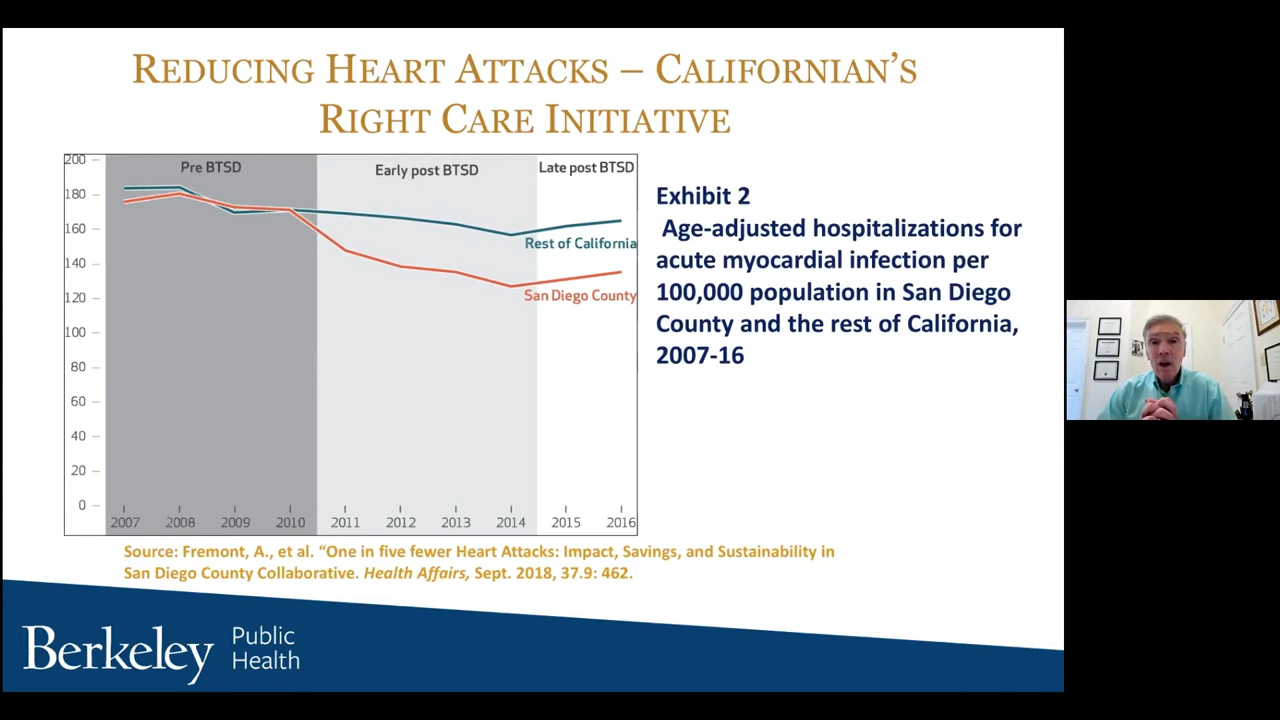 REDUCING HEART ATTACKS – CALIFORNIAN'S
RIGHT CARE INITIATIVE
200
180
160
140
120
100
80
60
40
20
0
Pre BTSD
Early post BTSD
Late post BTSD
Rest of California
San Diego County
2007
2008
2009
2010
2011
2012
2013
2014
2015
2016
Exhibit 2
Age-adjusted hospitalizations for
acute myocardial infection per
100,000 population in San Diego
County and the rest of California,
2007-16
Source: Fremont, A., et al. “One in five fewer Heart Attacks: Impact, Savings, and Sustainability in
San Diego County Collaborative. Health Affairs, Sept. 2018, 37.9: 462.
Berkeley
Public
Health